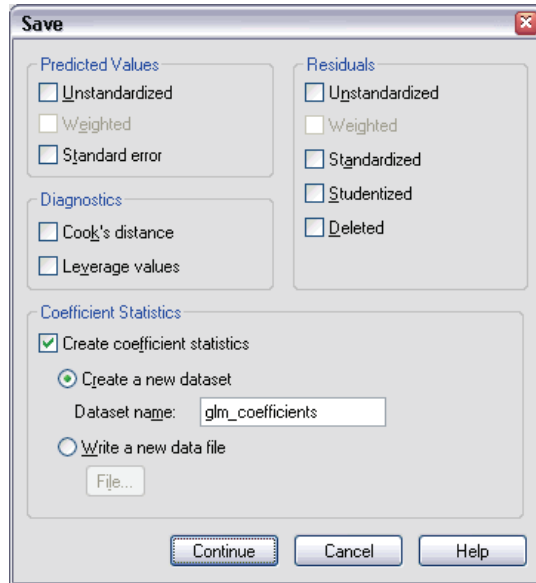 Save
Predicted Values
Unstandardized
Weighted
Standard error
Diagnostics
Cook's distance
Leverage values
Residuals
Unstandardized
Weighted
Standardized
Studentized
Deleted
Coefficient Statistics
Create coefficient statistics
Create a new dataset
Dataset name: glm_coefficients
Write a new data file
File...
Continue Cancel Help